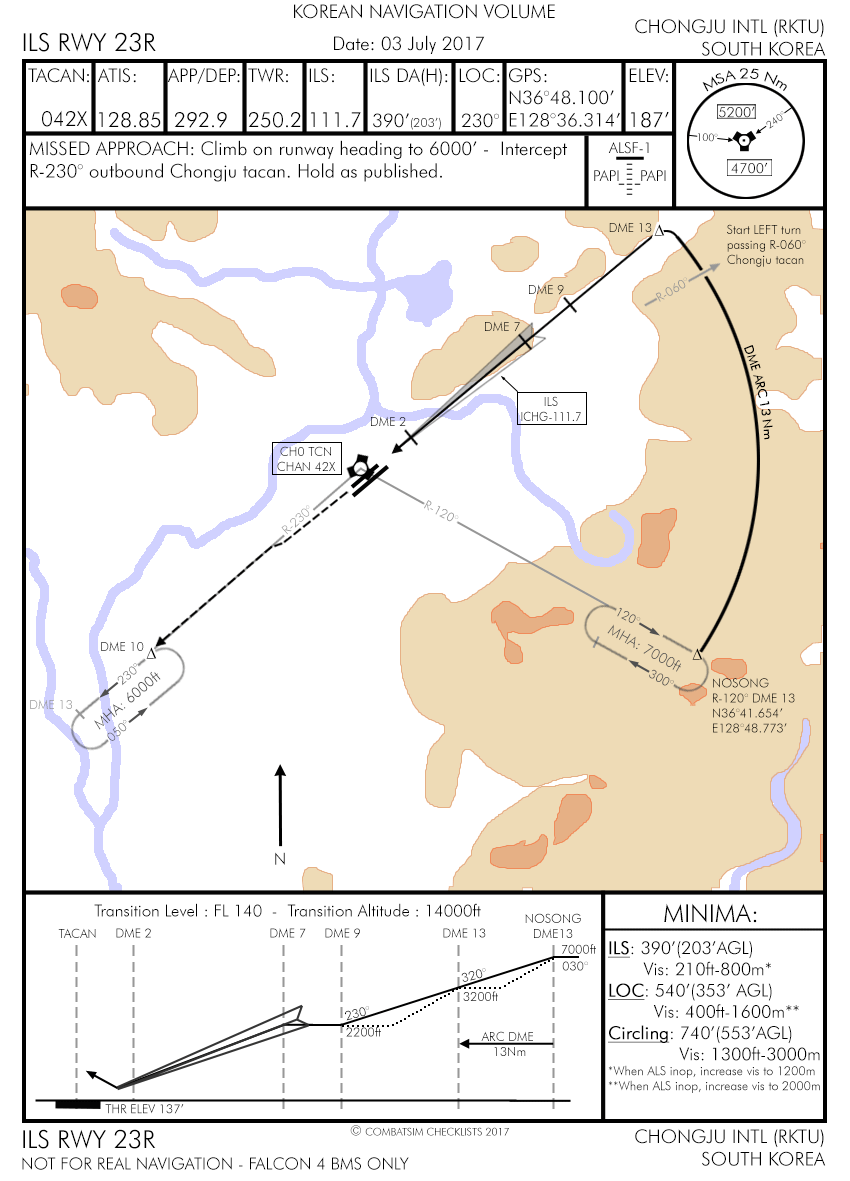 KOREAN NAVIGATION VOLUME
ILS RWY 23R
Date: 03 July 2017
CHONGJU INTL (RKTU)
SOUTH KOREA
TACAN:
042X
ATIS:
128.85
APP/DEP:
292.9
TWR:
250.2
ILS:
111.7
ILS DA(H):
390'(203')
LOC:
230°
GPS:
N36°48.100'
E128°36.314'
ELEV:
187'
MSA 25 Nm
5200'
240°
100°
4700'
MISSED APPROACH: Climb on runway heading to 6000' - Intercept
R-230° outbound Chongju tacan. Hold as published.
ALSF-1
PAPI PAPI
DME 13
Start LEFT turn
passing R-060°
Chongju tacan
R-060°
DME 9
DME 7
DME ARC 13 Nm
ILS
ICHG-111.7
DME 2
CH0 TCN
CHAN 42X
R-230°
R-120°
120°
MHA: 7000ft
300°
NOSONG
R-120° DME 13
N36°41.654'
E128°48.773'
DME 10
230°
MHA: 6000ft
050°
DME 13
N
Transition Level : FL 140 - Transition Altitude : 14000ft
TACAN
DME 2
DME 7
DME 9
DME 13
NOSONG
DME13
7000ft
030°
320°
3200ft
230°
2200ft
ARC DME
13Nm
THR ELEV 137'
MINIMA:
ILS: 390'(203'AGL)
Vis: 210ft-800m*
LOC: 540'(353' AGL)
Vis: 400ft-1600m**
Circling: 740'(553'AGL)
Vis: 1300ft-3000m
*When ALS inop, increase vis to 1200m
**When ALS inop, increase vis to 2000m
© COMBATSIM CHECKLISTS 2017
ILS RWY 23R
NOT FOR REAL NAVIGATION - FALCON 4 BMS ONLY
CHONGJU INTL (RKTU)
SOUTH KOREA